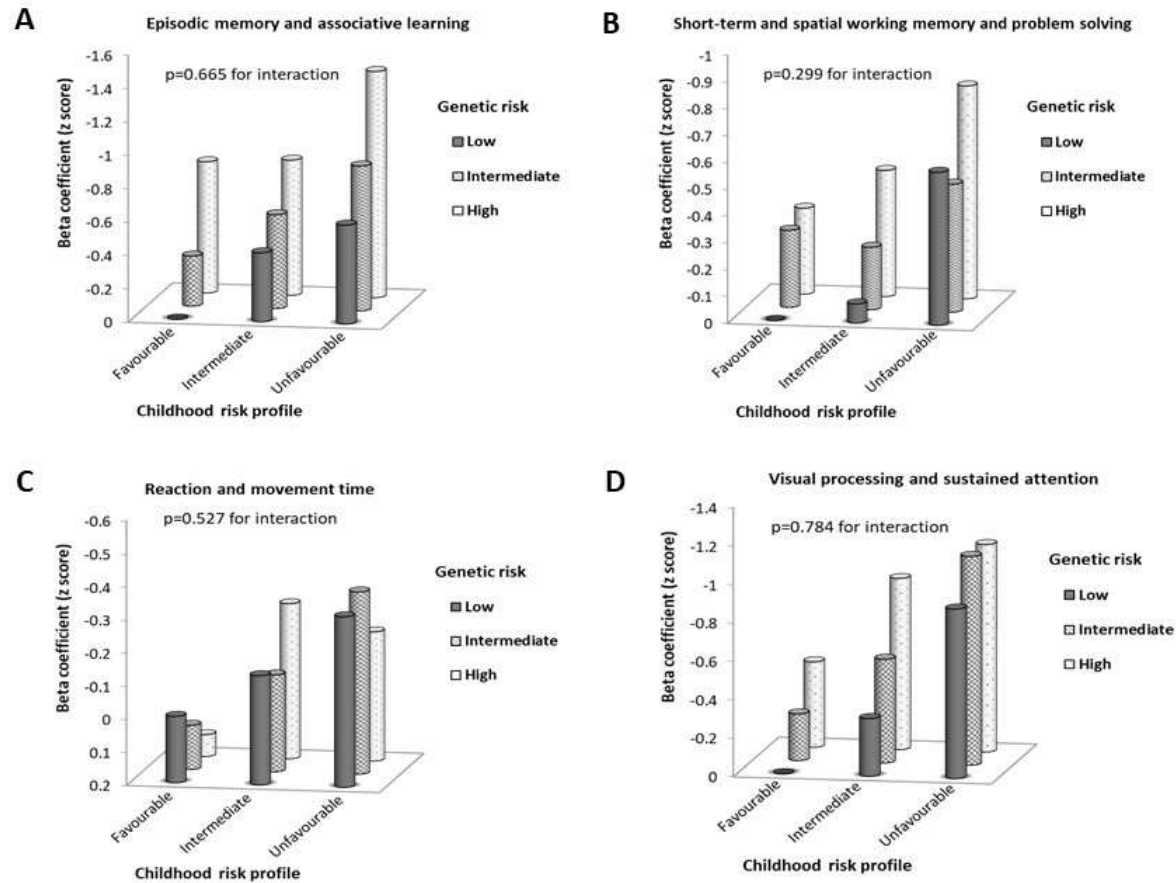 A
Episodic memory and associative learning
p=0.665 for interaction
Beta coefficient (z score)
-1.6
-1.4
-1.2
-1
-0.8
-0.6
-0.4
-0.2
0
Genetic risk
Low
Intermediate
High
Favourable
Intermediate
Unfavourable
Childhood risk profile
B
Short-term and spatial working memory and problem solving
p=0.299 for interaction
Beta coefficient (z score)
-1
-0.9
-0.8
-0.7
-0.6
-0.5
-0.4
-0.3
-0.2
-0.1
0
Genetic risk
Low
Intermediate
High
Favourable
Intermediate
Unfavourable
Childhood risk profile
C
Reaction and movement time
p=0.527 for interaction
Beta coefficient (z score)
-0.6
-0.5
-0.4
-0.3
-0.2
-0.1
0
0.1
0.2
Genetic risk
Low
Intermediate
High
Favourable
Intermediate
Unfavourable
Childhood risk profile
D
Visual processing and sustained attention
p=0.784 for interaction
Beta coefficient (z score)
-1.4
-1.2
-1
-0.8
-0.6
-0.4
-0.2
0
Genetic risk
Low
Intermediate
High
Favourable
Intermediate
Unfavourable
Childhood risk profile